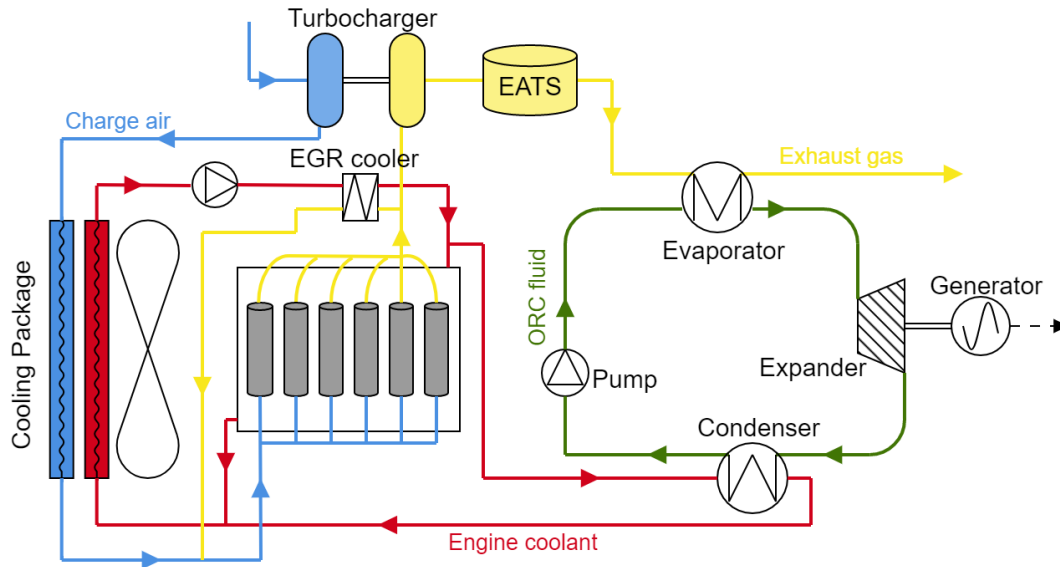 Turbocharger
EATS
Charge air
EGR cooler
Exhaust gas
Evaporator
ORC fluid
Generator
Expander
Pump
Cooling Package
Condenser
Engine coolant